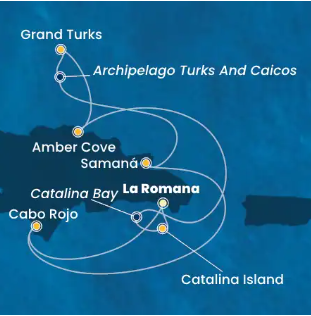 Grand Turks
Archipelago Turks And Caicos
Amber Cove
Samaná
Catalina Bay
La Romana
Cabo Rojo
Catalina Island